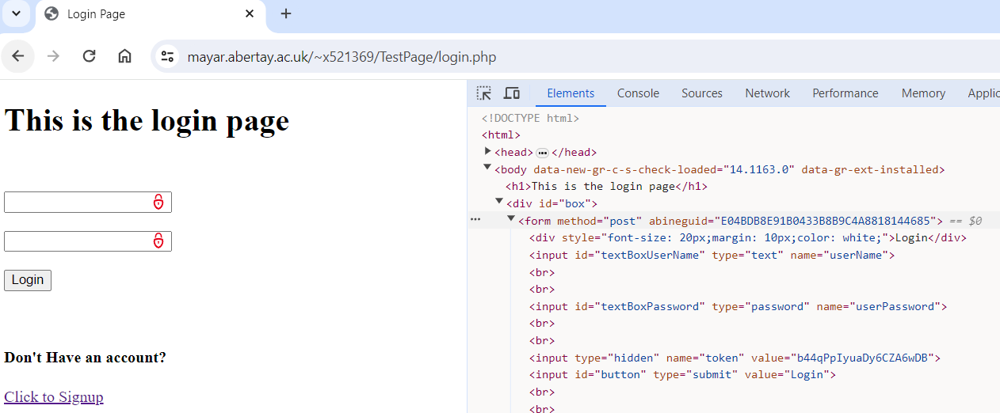 Login Page
mayar.abertay.ac.uk/~x521369/TestPage/login.php
This is the login page
Login
Don't Have an account?
Click to Signup
Elements Console Sources Network Performance Memory Applic
<!DOCTYPE html>
<html>
<head> ••• </head>
<body data-new-gr-c-s-check-loaded="14.1163.0" data-gr-ext-installed>
<h1>This is the login page</h1>
<div id="box">
••• <form method="post" abineguid="E04BDB8E91B0433B8B9C4A8818144685"> == $0
<div style="font-size: 20px;margin: 10px;color: white;">Login</div>
<input id="textBoxUserName" type="text" name="userName">
<br>
<br>
<input id="textBoxPassword" type="password" name="userPassword">
<br>
<br>
<input type="hidden" name="token" value="b44qPpIyuaDy6CZA6wDB">
<input id="button" type="submit" value="Login">
<br>
<br>